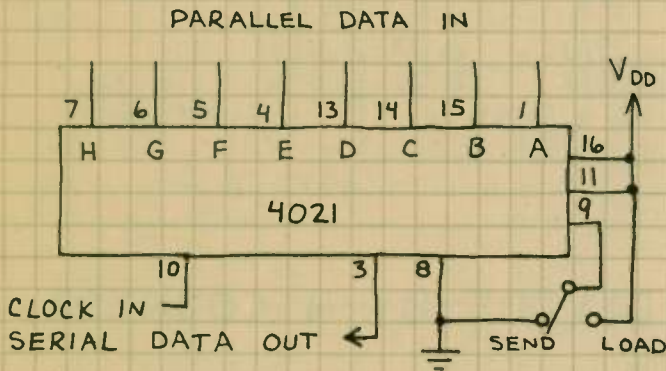 PARALLEL DATA IN
VDD
7 6 5 4 13 14 15 1
H G F E D C B A
16
11
9
4021
10 3 8
CLOCK IN
SERIAL DATA OUT
SEND LOAD